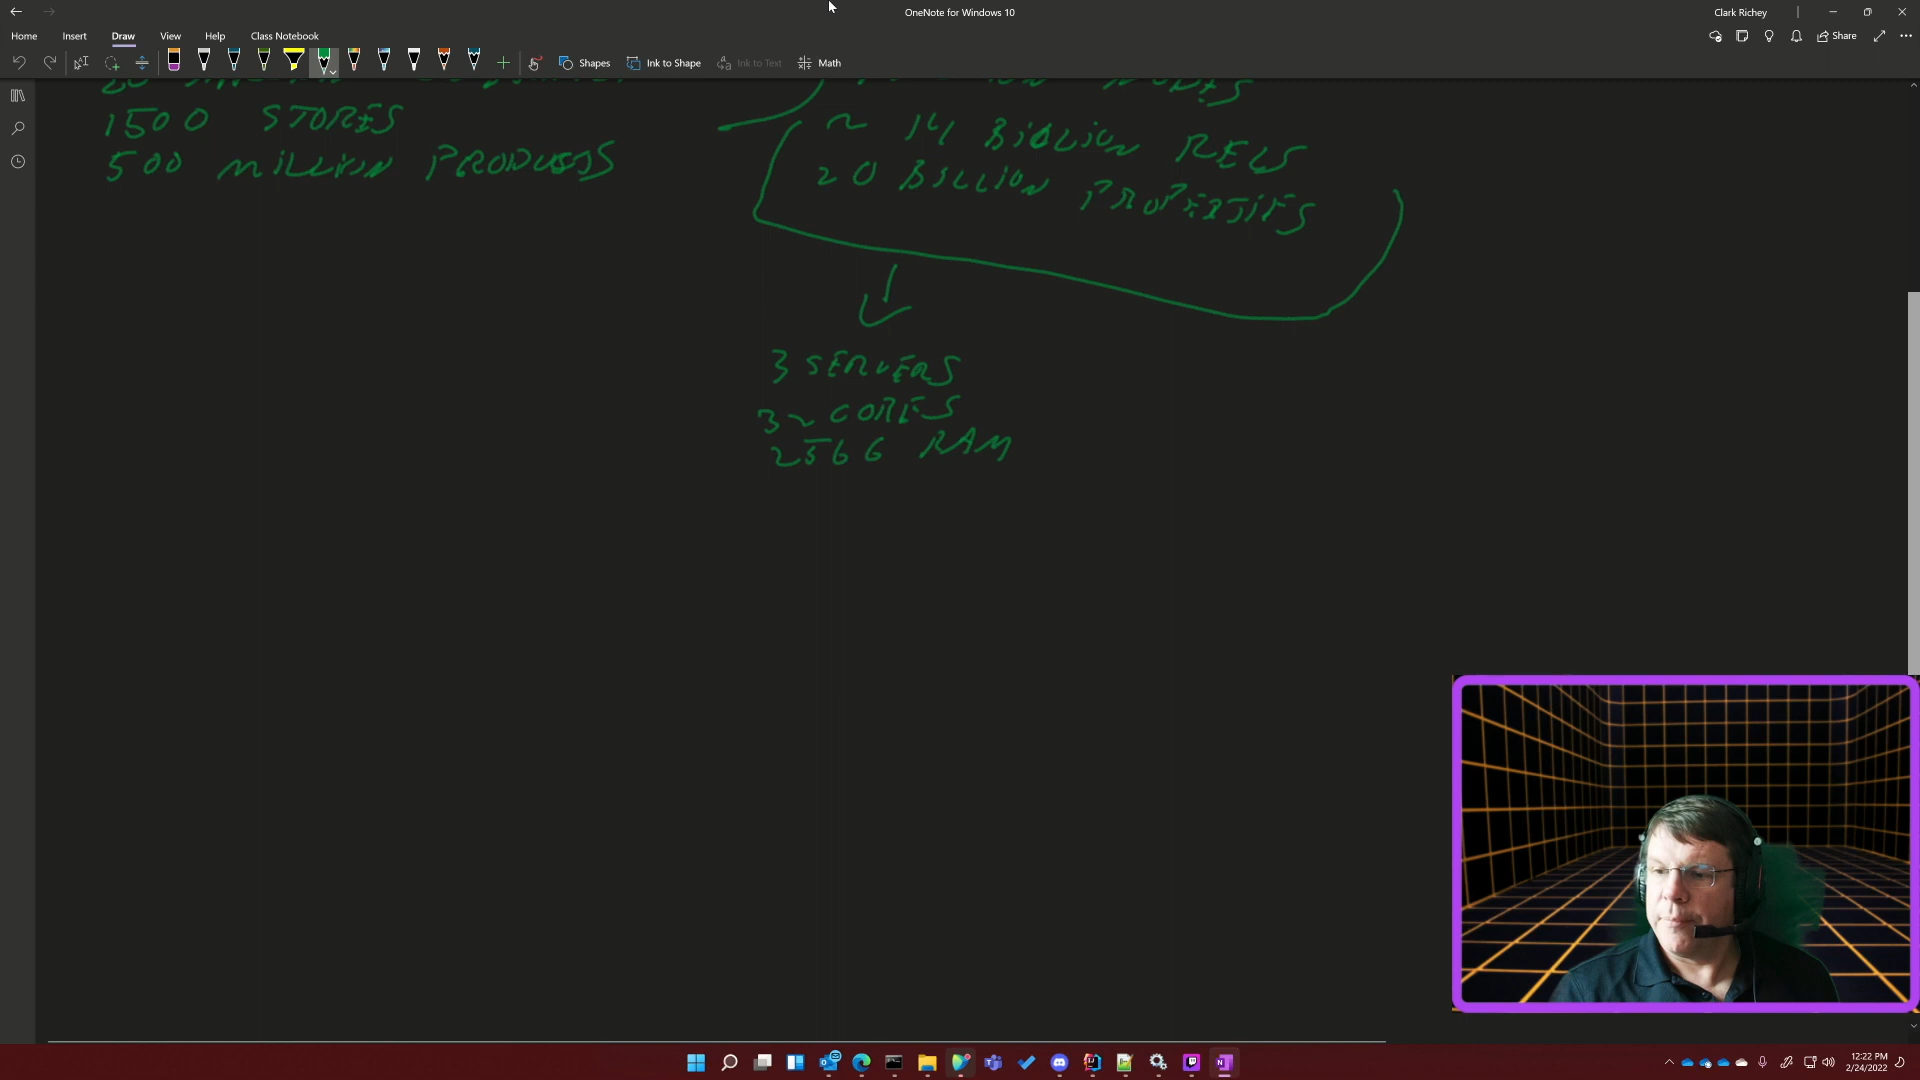 OneNote for Windows 10
Clark Richey
Home Insert Draw View Help Class Notebook
Share
Shapes Ink to Shape Ink to Text Math
1500 STORES
500 MILLION PRODUCTS
~ 14 BILLION RELS
20 BILLION PROPERTIES
3 SERVERS
32 CORES
256G RAM
12:22 PM
2/24/2022